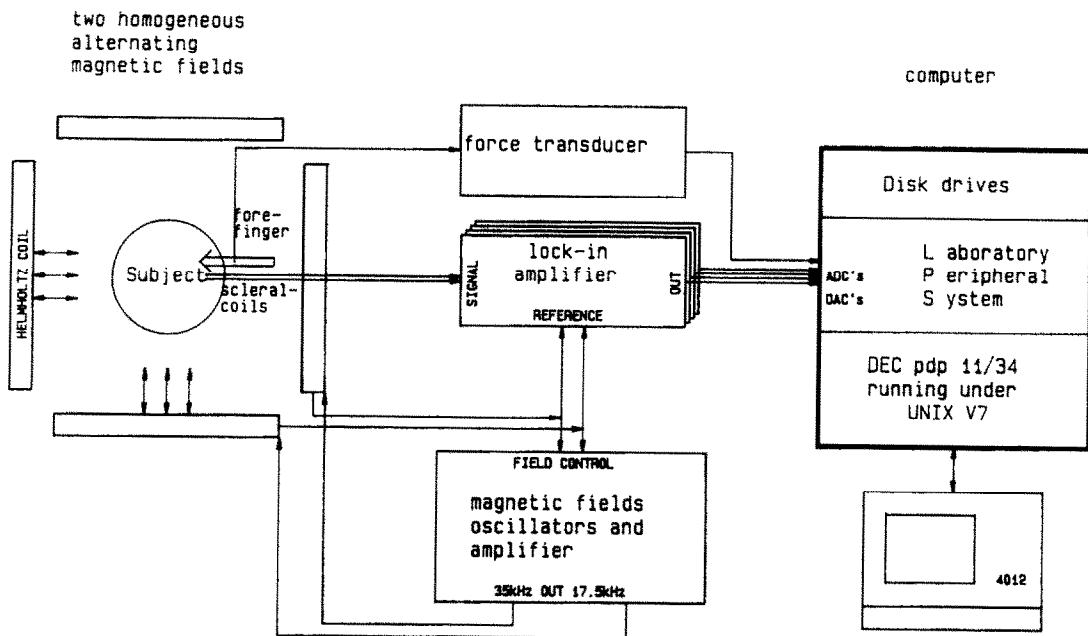 two homogeneous
alternating
magnetic fields
computer
force transducer
Disk drives
HELMHOLTZ COIL
fore-
finger
Subject
scleral-
coils
SIGNAL
lock-in
amplifier
OUT
REFERENCE
ADC's
DAC's
L aboratory
P eripheral
S ystem
DEC pdp 11/34
running under
UNIX V7
FIELD CONTROL
magnetic fields
oscillators and
amplifier
35kHz OUT 17.5kHz
4012